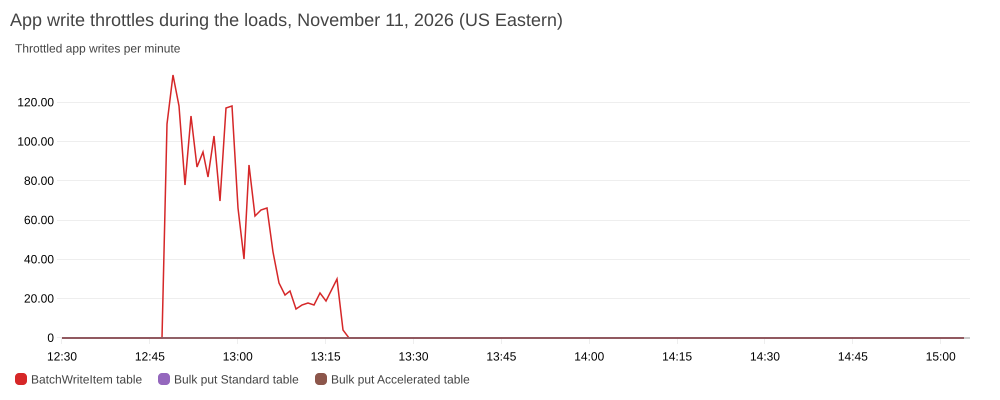 App write throttles during the loads, November 11, 2026 (US Eastern)
Throttled app writes per minute
120.00
100.00
80.00
60.00
40.00
20.00
0
12:30 12:45 13:00 13:15 13:30 13:45 14:00 14:15 14:30 14:45 15:00
BatchWriteItem table Bulk put Standard table Bulk put Accelerated table